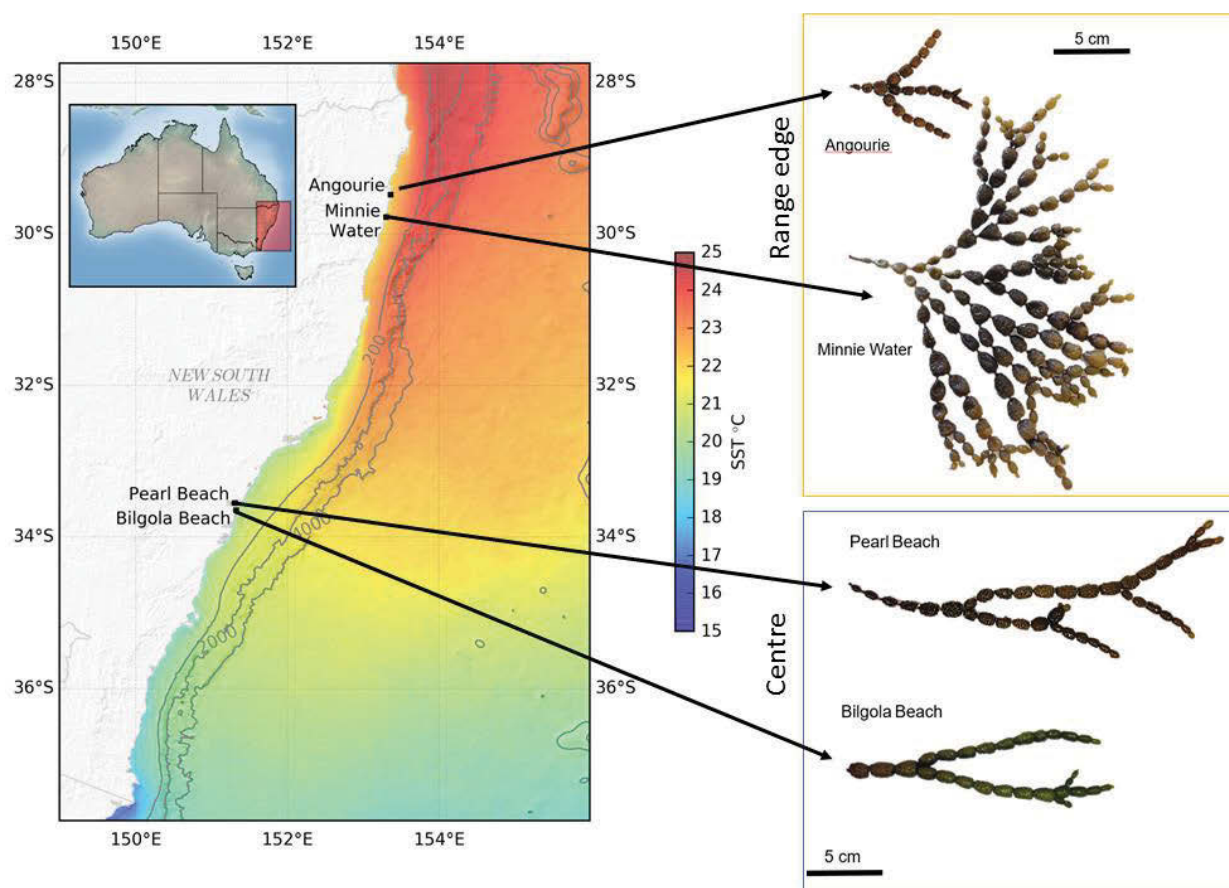 150°E
152°E
154°E
28°S
30°S
32°S
34°S
36°S
28°S
30°S
32°S
34°S
36°S
150°E
152°E
154°E
Angourie
Minnie
Water
NEW SOUTH
WALES
Pearl Beach
Bilgola Beach
200
1000
2000
25
24
23
22
21
20
19
18
17
16
15
SST °C
Range edge
5 cm
Angourie
Minnie Water
Centre
Pearl Beach
Bilgola Beach
5 cm